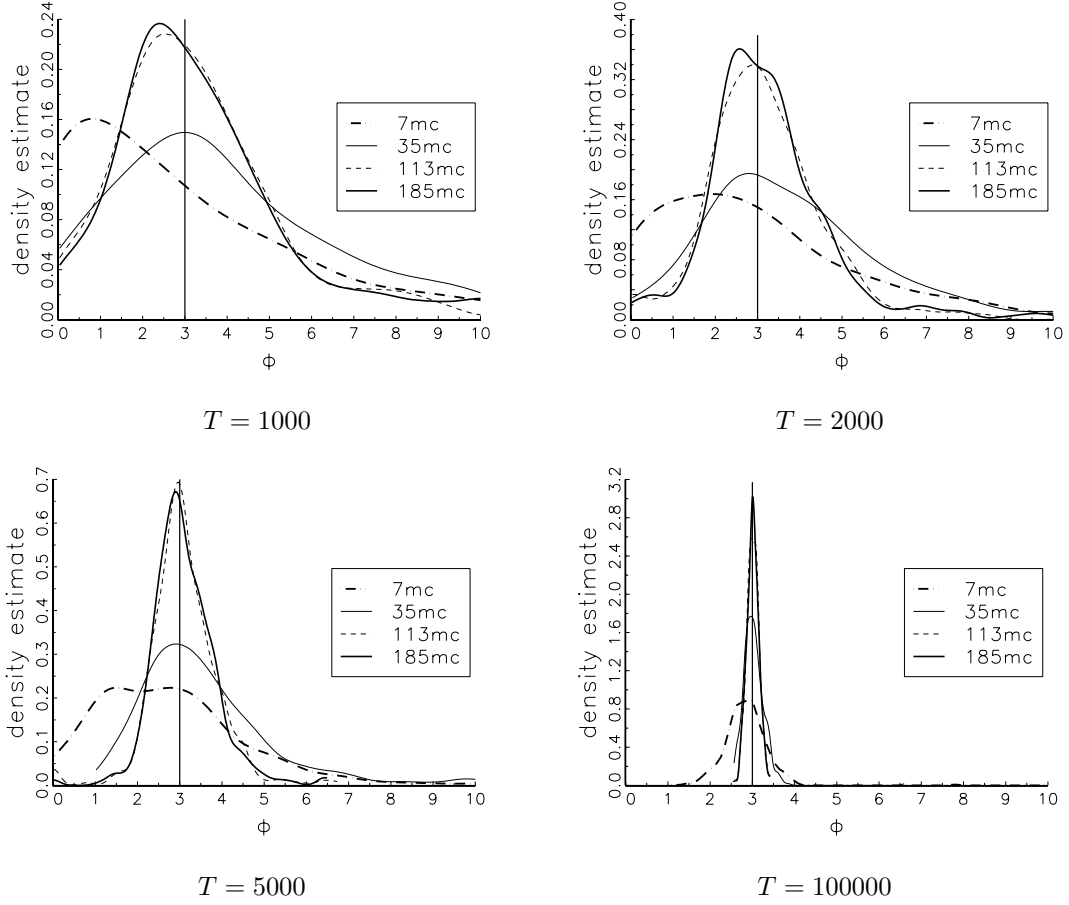 density estimate
0.00 0.04 0.08 0.12 0.16 0.20 0.24
0 1 2 3 4 5 6 7 8 9 10
ϕ
7mc
35mc
113mc
185mc
T = 1000
density estimate
0.00 0.08 0.16 0.24 0.32 0.40
0 1 2 3 4 5 6 7 8 9 10
ϕ
7mc
35mc
113mc
185mc
T = 2000
density estimate
0.0 0.1 0.2 0.3 0.4 0.5 0.6 0.7
0 1 2 3 4 5 6 7 8 9 10
ϕ
7mc
35mc
113mc
185mc
T = 5000
density estimate
0.0 0.4 0.8 1.2 1.6 2.0 2.4 2.8 3.2
0 1 2 3 4 5 6 7 8 9 10
ϕ
7mc
35mc
113mc
185mc
T = 100000